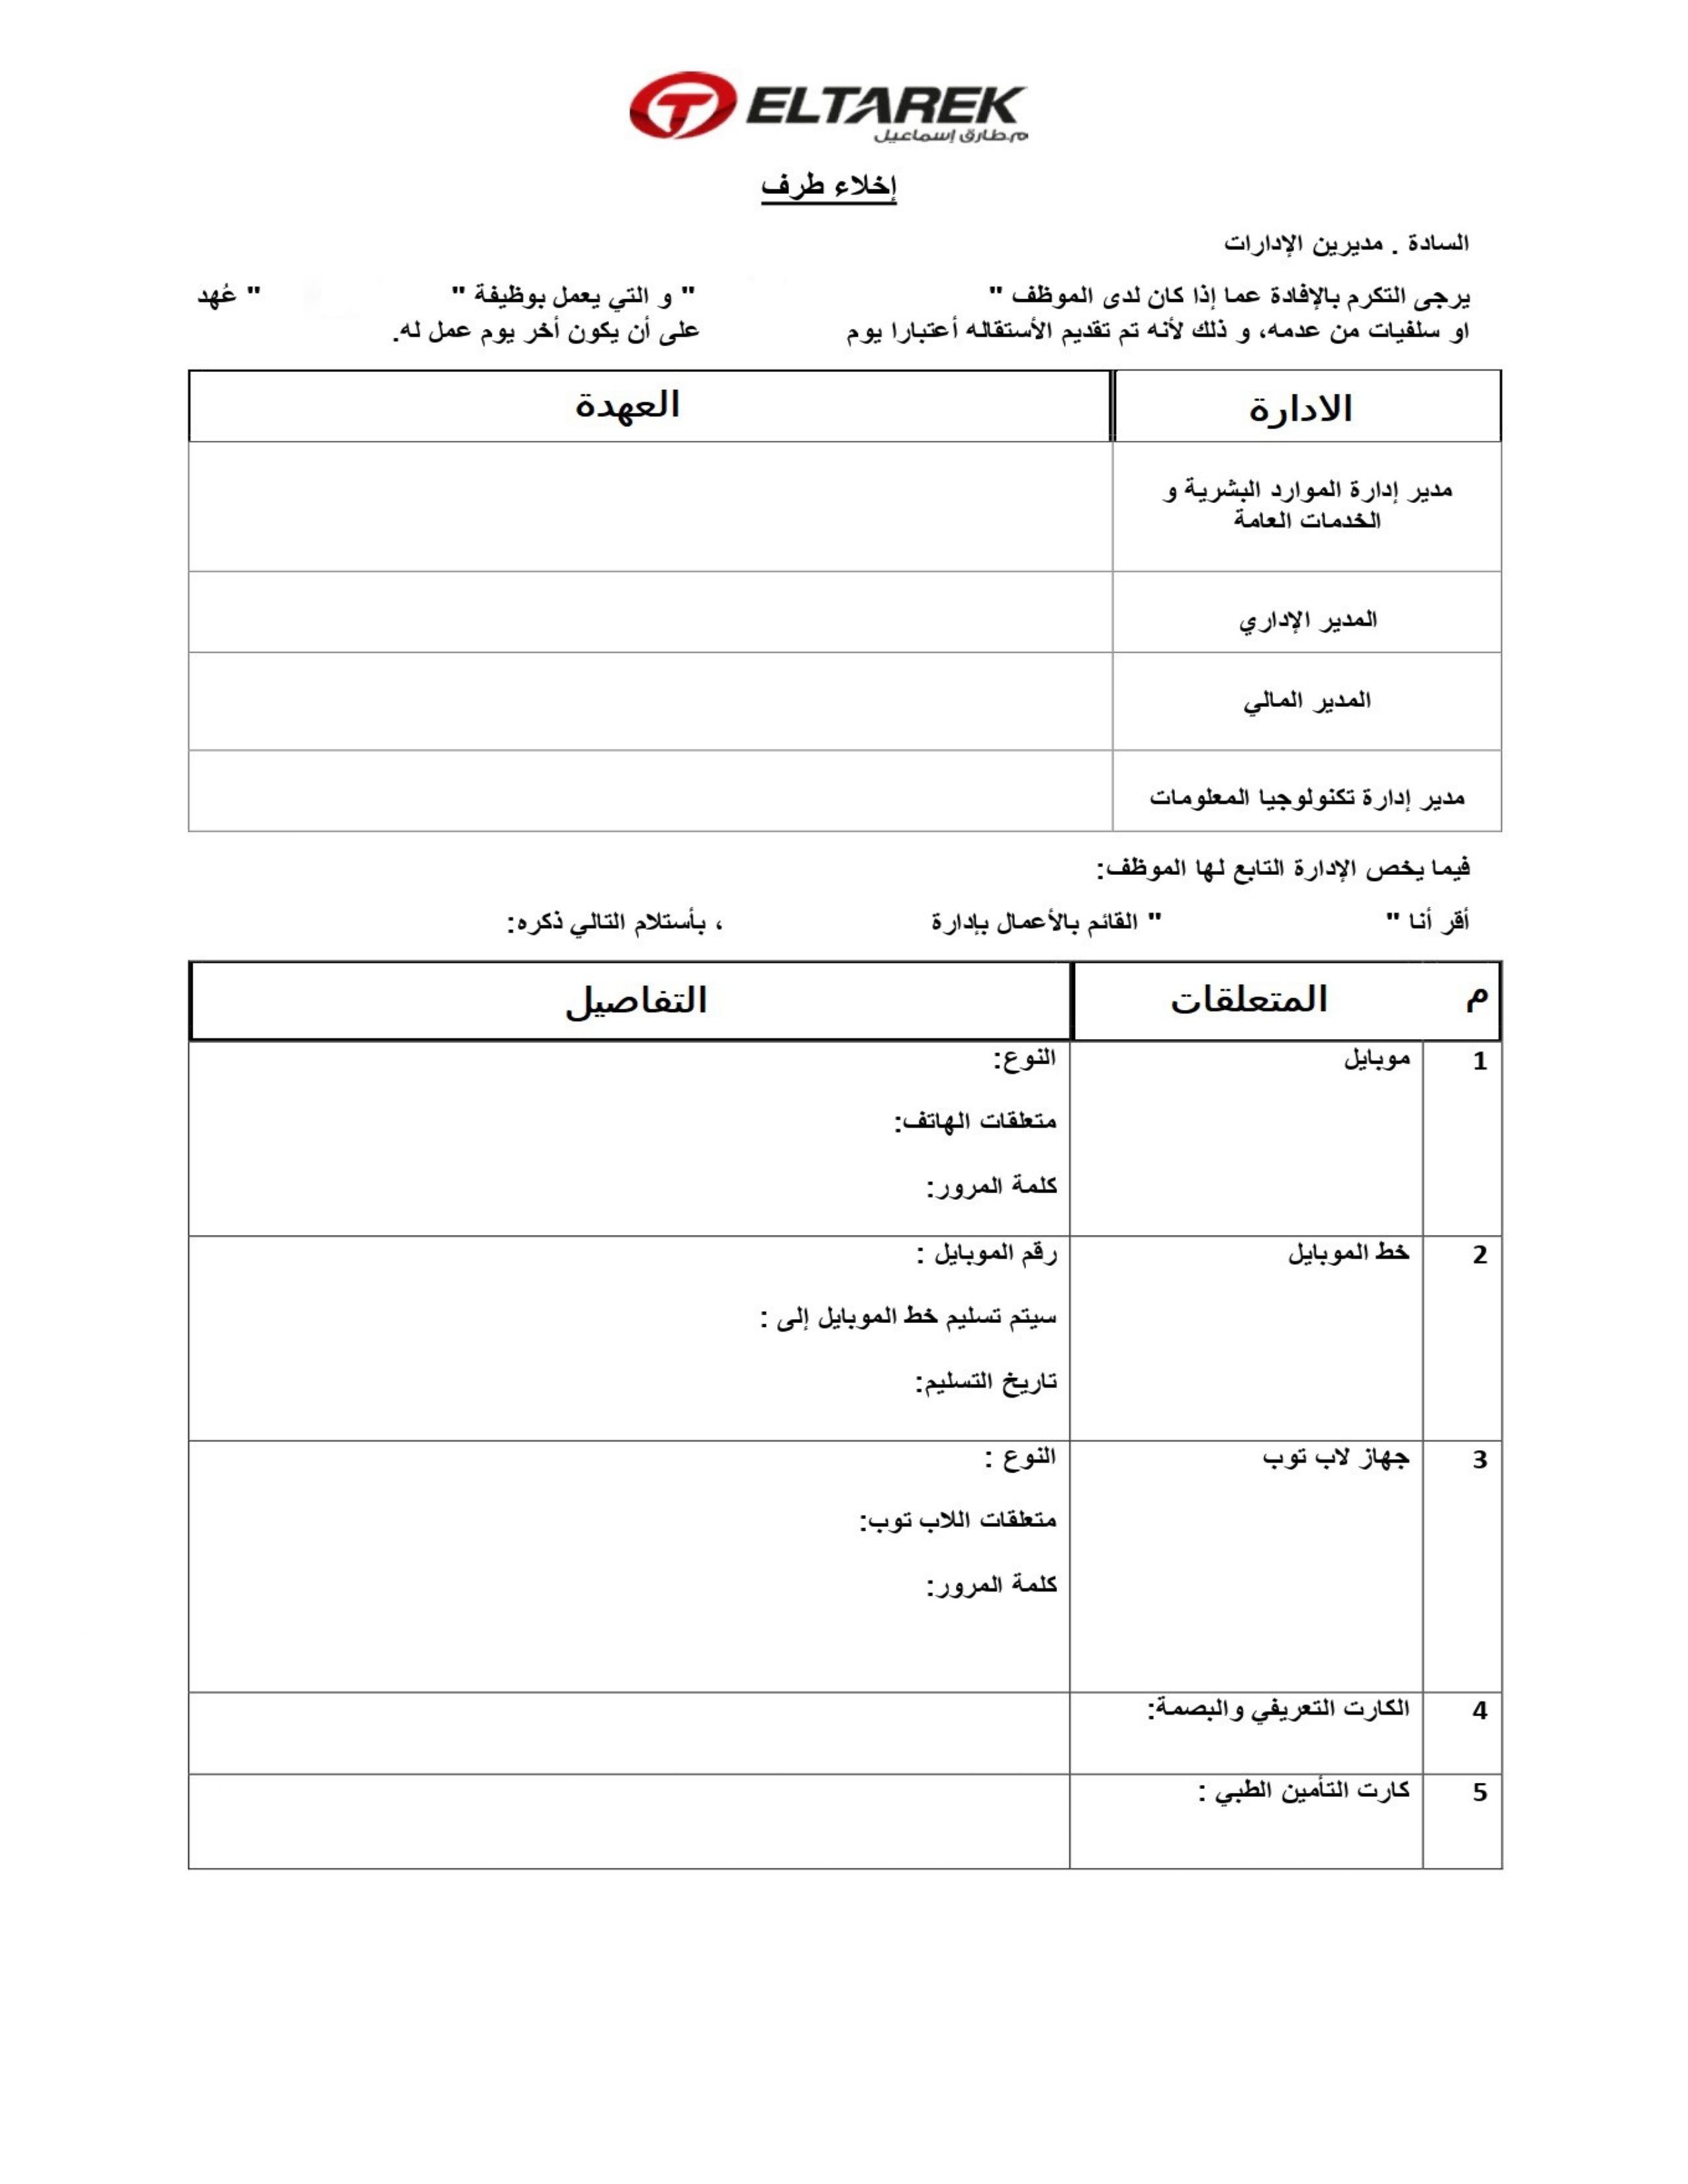 ELTAREK
م.طارق إسماعيل
إخلاء طرف
السادة . مديرين الإدارات
يرجى التكرم بالإفادة عما إذا كان لدى الموظف " " و التي يعمل بوظيفة " " عُهد
او سلفيات من عدمه، و ذلك لأنه تم تقديم الأستقاله أعتبارا يوم على أن يكون أخر يوم عمل له.
الادارة العهدة
مدير إدارة الموارد البشرية و
الخدمات العامة
المدير الإداري
المدير المالي
مدير إدارة تكنولوجيا المعلومات
فيما يخص الإدارة التابع لها الموظف:
أقر أنا " " القائم بالأعمال بإدارة ، بأستلام التالي ذكره:
م المتعلقات التفاصيل
1 موبايل النوع:
متعلقات الهاتف:
كلمة المرور:
2 خط الموبايل رقم الموبايل :
سيتم تسليم خط الموبايل إلى :
تاريخ التسليم:
3 جهاز لاب توب النوع :
متعلقات اللاب توب:
كلمة المرور:
4 الكارت التعريفي والبصمة:
5 كارت التأمين الطبي :